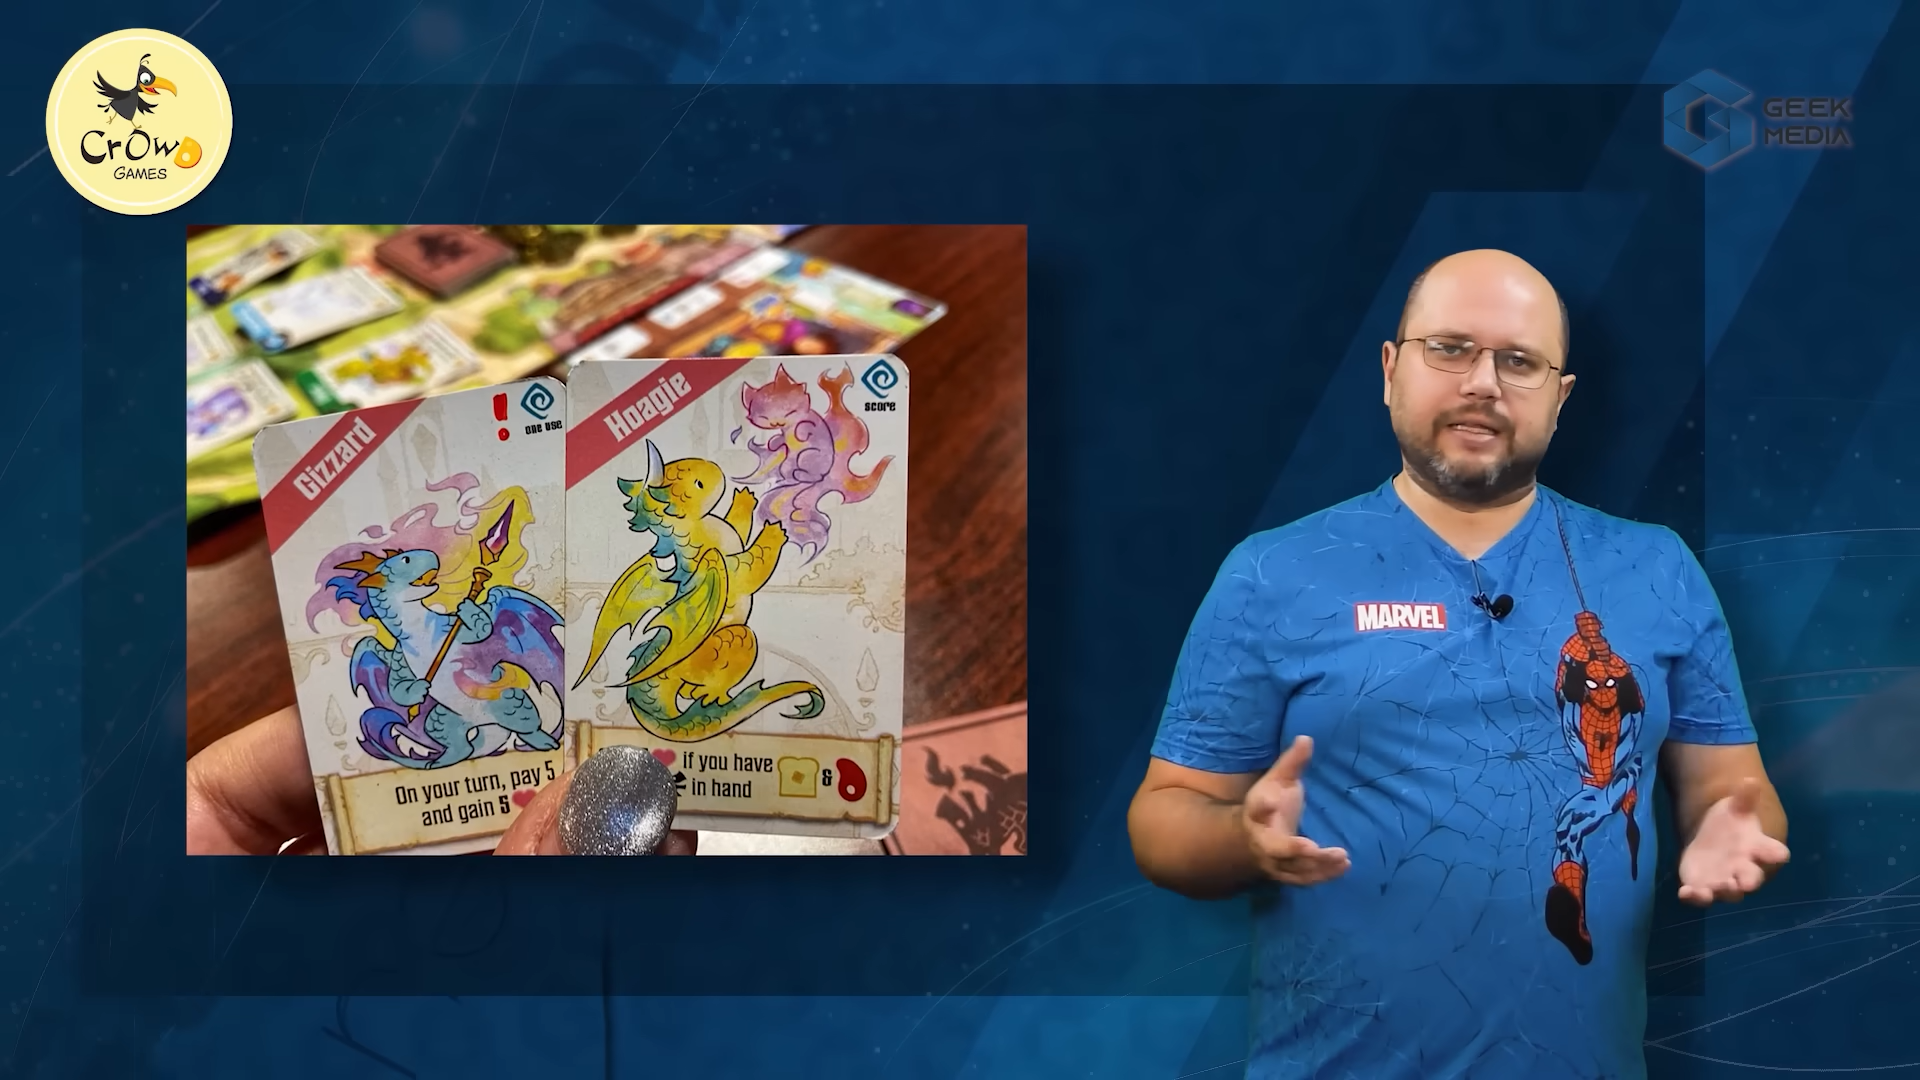 CrOwD
GAMES
GEEK
MEDIA
Gizzard
one use
Hoagie
score
On your turn, pay 5
and gain 5
if you have
&
in hand
MARVEL